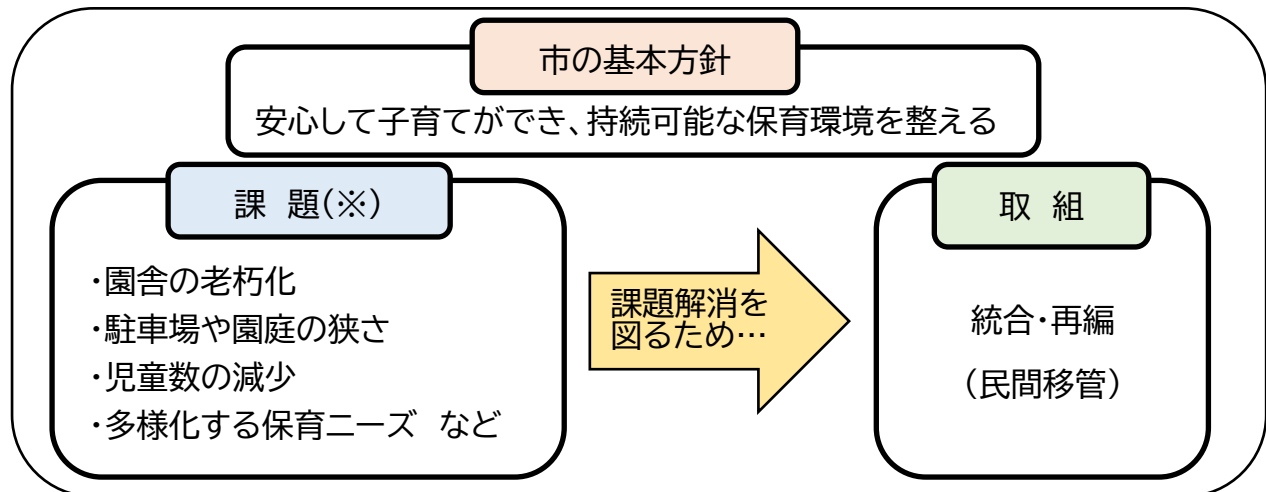 市の基本方針
安心して子育てができ、持続可能な保育環境を整える
課 題(※)
・園舎の老朽化
・駐車場や園庭の狭さ
・児童数の減少
・多様化する保育ニーズ など
課題解消を
図るため…
取 組
統合・再編
(民間移管)